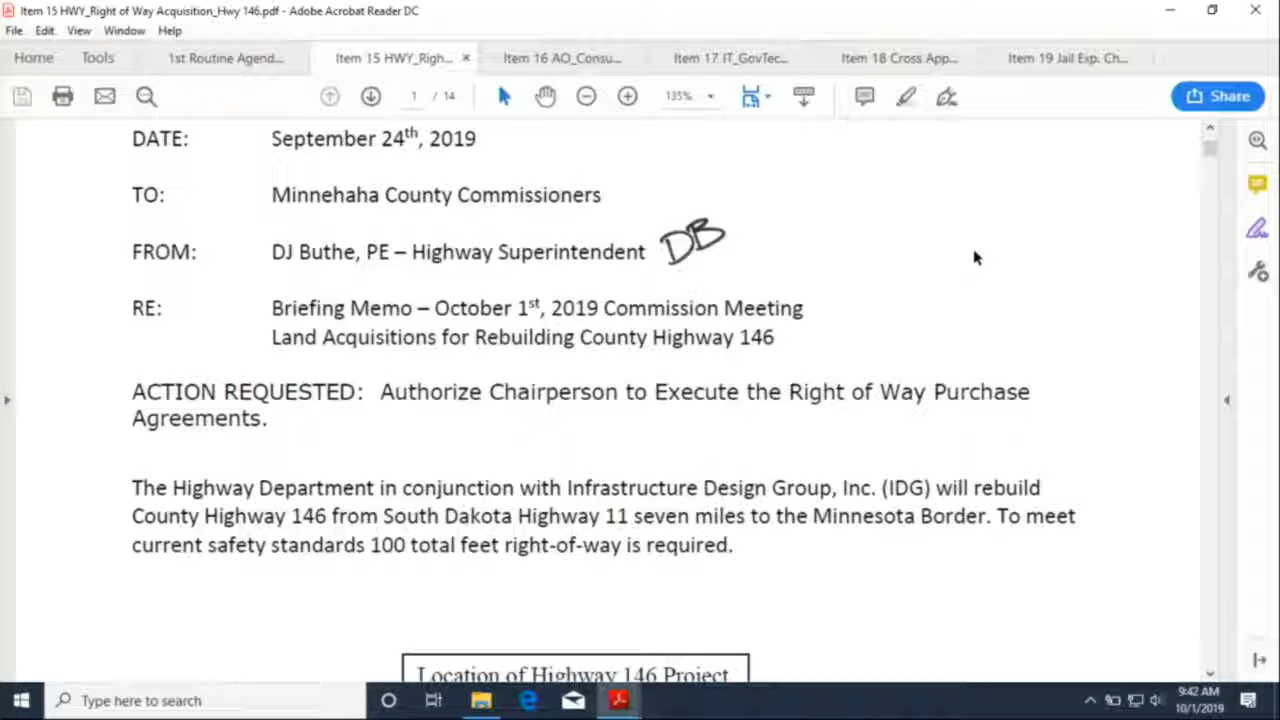 Item 15 HWY_Right of Way Acquisition_Hwy 146.pdf - Adobe Acrobat Reader DC
File Edit View Window Help
Home Tools 1st Routine Agend... Item 15 HWY_Righ... × Item 16 AO_Consu... Item 17 IT_GovTec... Item 18 Cross App... Item 19 Jail Exp. Ch...
1 / 14 135% Share
DATE: September 24th, 2019
TO: Minnehaha County Commissioners
FROM: DJ Buthe, PE – Highway Superintendent DB
RE: Briefing Memo – October 1st, 2019 Commission Meeting
Land Acquisitions for Rebuilding County Highway 146
ACTION REQUESTED: Authorize Chairperson to Execute the Right of Way Purchase
Agreements.
The Highway Department in conjunction with Infrastructure Design Group, Inc. (IDG) will rebuild
County Highway 146 from South Dakota Highway 11 seven miles to the Minnesota Border. To meet
current safety standards 100 total feet right-of-way is required.
Location of Highway 146 Project
Type here to search
9:42 AM
10/1/2019